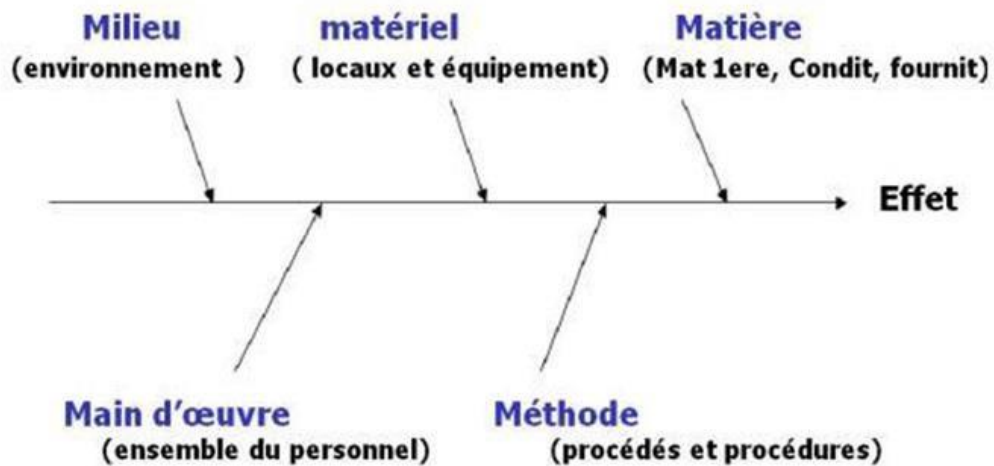 Milieu matériel Matière
(environnement ) ( locaux et équipement) (Mat 1ere, Condit, fournit)
Effet
Main d'œuvre Méthode
(ensemble du personnel) (procédés et procédures)